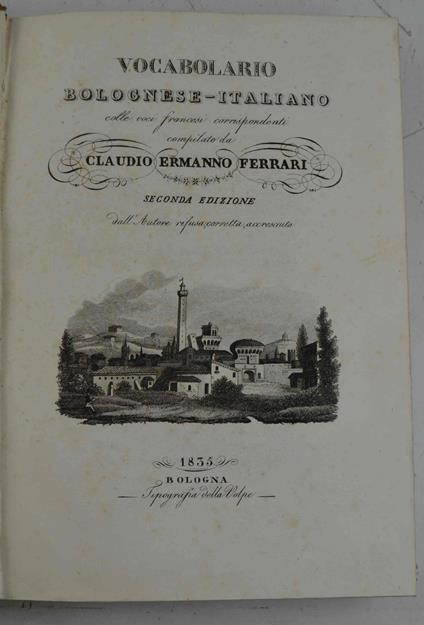 VOCABOLARIO
BOLOGNESE-ITALIANO
colle voci francesi corrispondenti
compilato da
CLAUDIO ERMANNO FERRARI
SECONDA EDIZIONE
dall'Autore rifusa, corretta, accresciuta
1835
BOLOGNA
Tipografia della Volpe